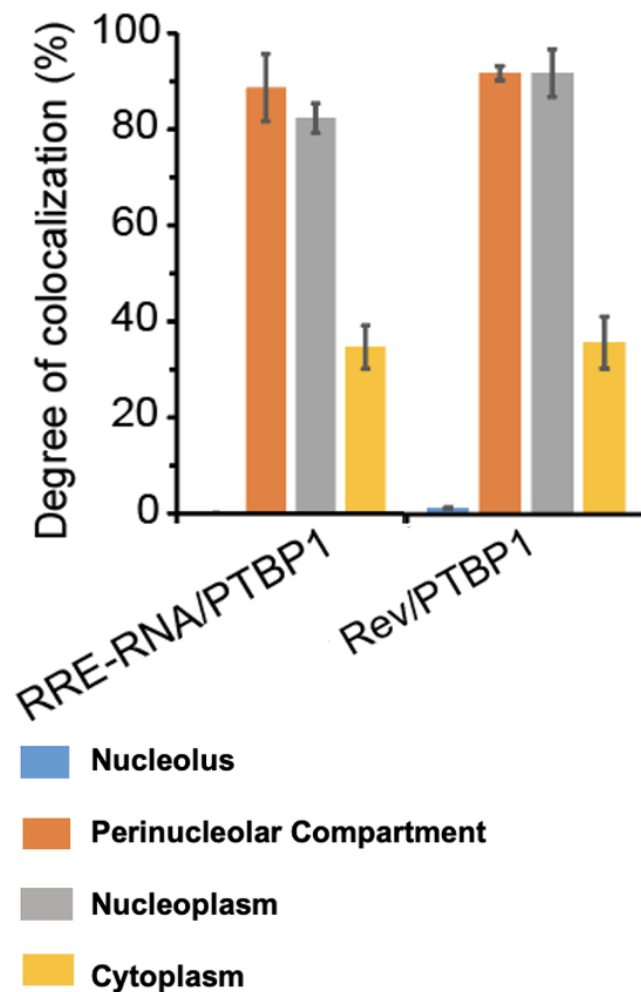 Degree of colocalization (%)
100
80
60
40
20
0
RRE-RNA/PTBP1
Rev/PTBP1
Nucleolus
Perinucleolar Compartment
Nucleoplasm
Cytoplasm